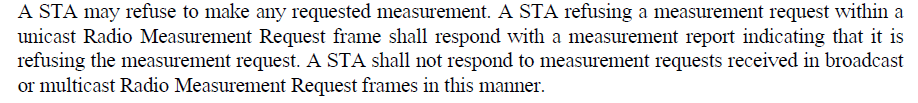 A STA may refuse to make any requested measurement. A STA refusing a measurement request within a
unicast Radio Measurement Request frame shall respond with a measurement report indicating that it is
refusing the measurement request. A STA shall not respond to measurement requests received in broadcast
or multicast Radio Measurement Request frames in this manner.